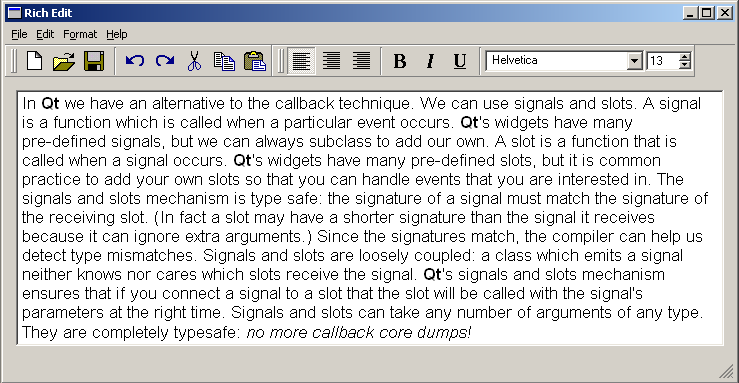 Rich Edit
File Edit Format Help
B I U Helvetica 13
In Qt we have an alternative to the callback technique. We can use signals and slots. A signal
is a function which is called when a particular event occurs. Qt's widgets have many
pre-defined signals, but we can always subclass to add our own. A slot is a function that is
called when a signal occurs. Qt's widgets have many pre-defined slots, but it is common
practice to add your own slots so that you can handle events that you are interested in. The
signals and slots mechanism is type safe: the signature of a signal must match the signature of
the receiving slot. (In fact a slot may have a shorter signature than the signal it receives
because it can ignore extra arguments.) Since the signatures match, the compiler can help us
detect type mismatches. Signals and slots are loosely coupled: a class which emits a signal
neither knows nor cares which slots receive the signal. Qt's signals and slots mechanism
ensures that if you connect a signal to a slot that the slot will be called with the signal's
parameters at the right time. Signals and slots can take any number of arguments of any type.
They are completely typesafe: no more callback core dumps!